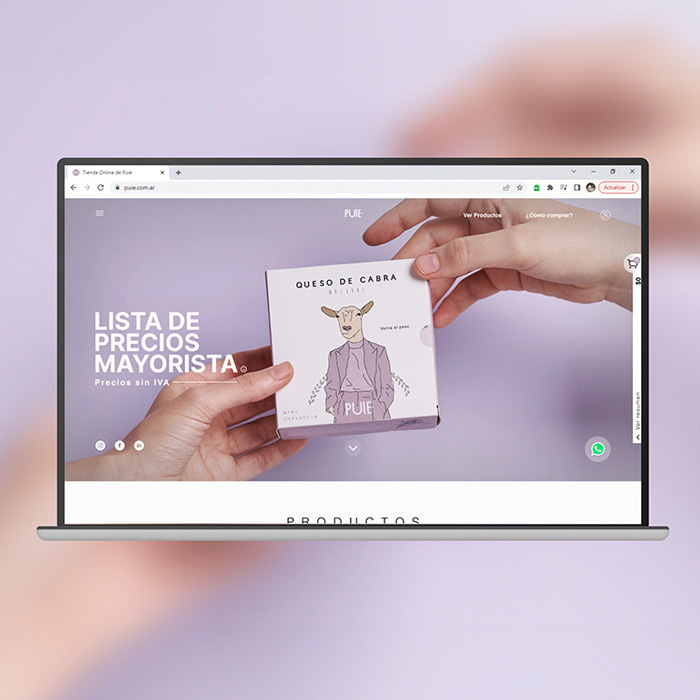 Tienda Online de Púie
puie.com.ar
Actualizar
PUIE
Ver Productos
¿Como comprar?
QUESO DE CABRA
NATURAL
Venta al peso
$0
LISTA DE
PRECIOS
MAYORISTA
Precios sin IVA
MINI
CHEVROTIN
PUIE
Ver resumen
PRODUCTOS